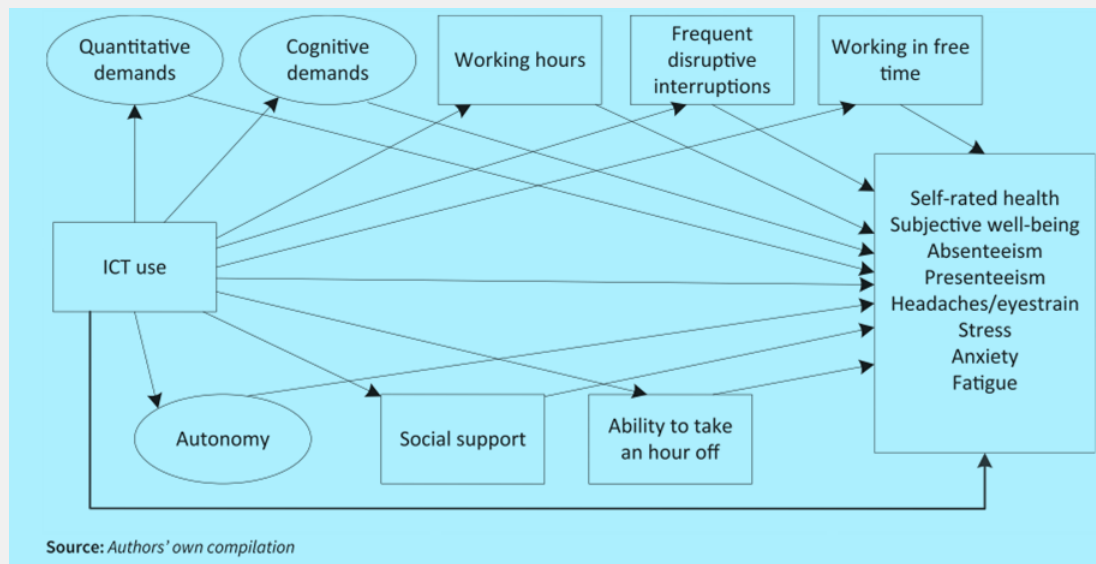 Quantitative
demands
Cognitive
demands
Working hours
Frequent
disruptive
interruptions
Working in free
time
ICT use
Self-rated health
Subjective well-being
Absenteeism
Presenteeism
Headaches/eyestrain
Stress
Anxiety
Fatigue
Autonomy
Social support
Ability to take
an hour off
Source: Authors' own compilation